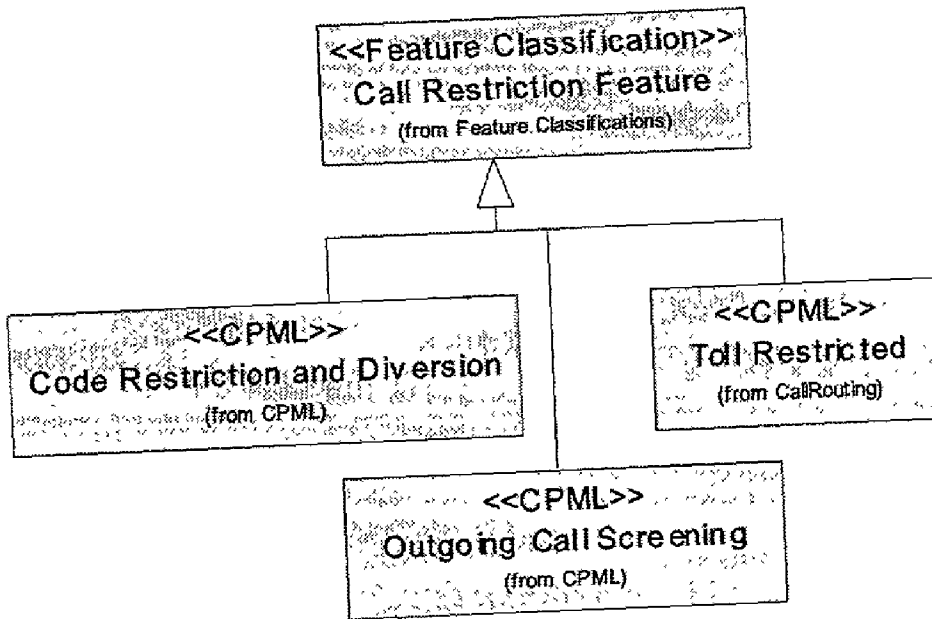 <<Feature Classification>>
Call Restriction Feature
(from Feature Classifications)
<<CPML>>
Code Restriction and Diversion
(from CPML)
<<CPML>>
Toll Restricted
(from CallRouting)
<<CPML>>
Outgoing Call Screening
(from CPML)